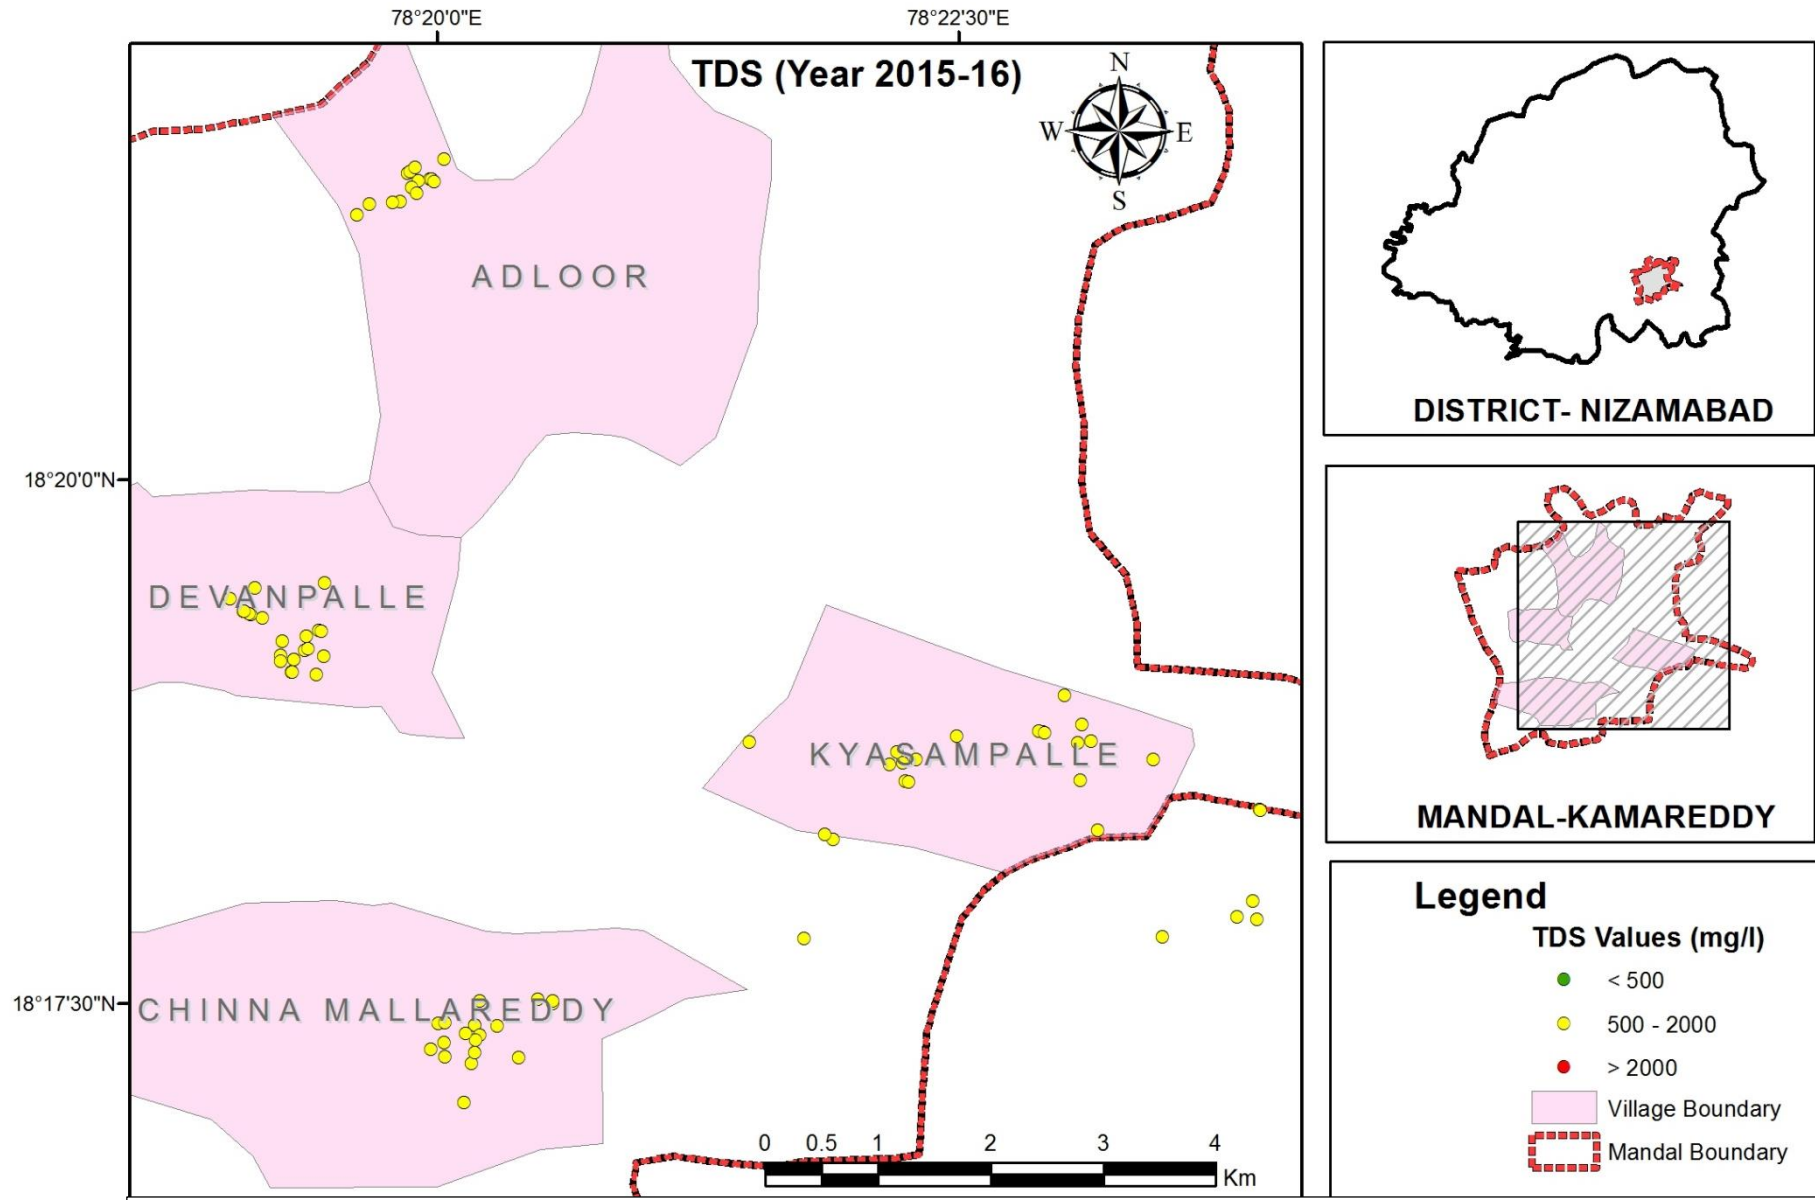 78°20'0"E
78°22'30"E
TDS (Year 2015-16)
N
W
E
S
ADLOOR
18°20'0"N
DEVANPALLE
KYASAMPALLE
18°17'30"N
CHINNA MALLAREDDY
0 0.5 1 2 3 4
Km
DISTRICT- NIZAMABAD
MANDAL-KAMAREDDY
Legend
TDS Values (mg/l)
< 500
500 - 2000
> 2000
Village Boundary
Mandal Boundary